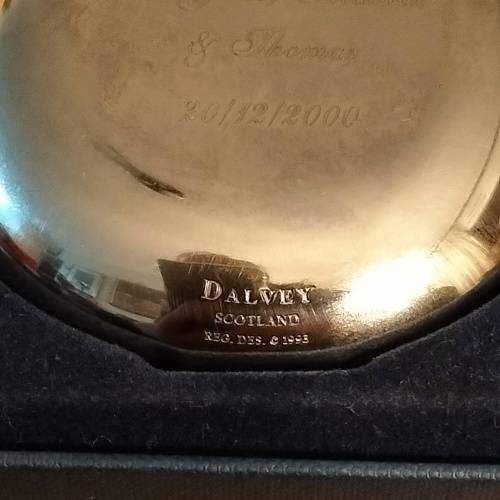 & Thomas
20/12/2000
DALVEY
SCOTLAND
REG. DES. © 1993